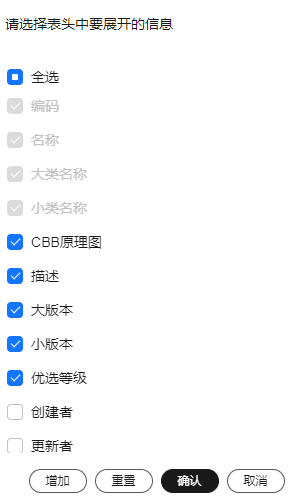 请选择表头中要展开的信息
全选
编码
名称
大类名称
小类名称
CBB原理图
描述
大版本
小版本
优选等级
创建者
更新者
增加 重置 确认 取消